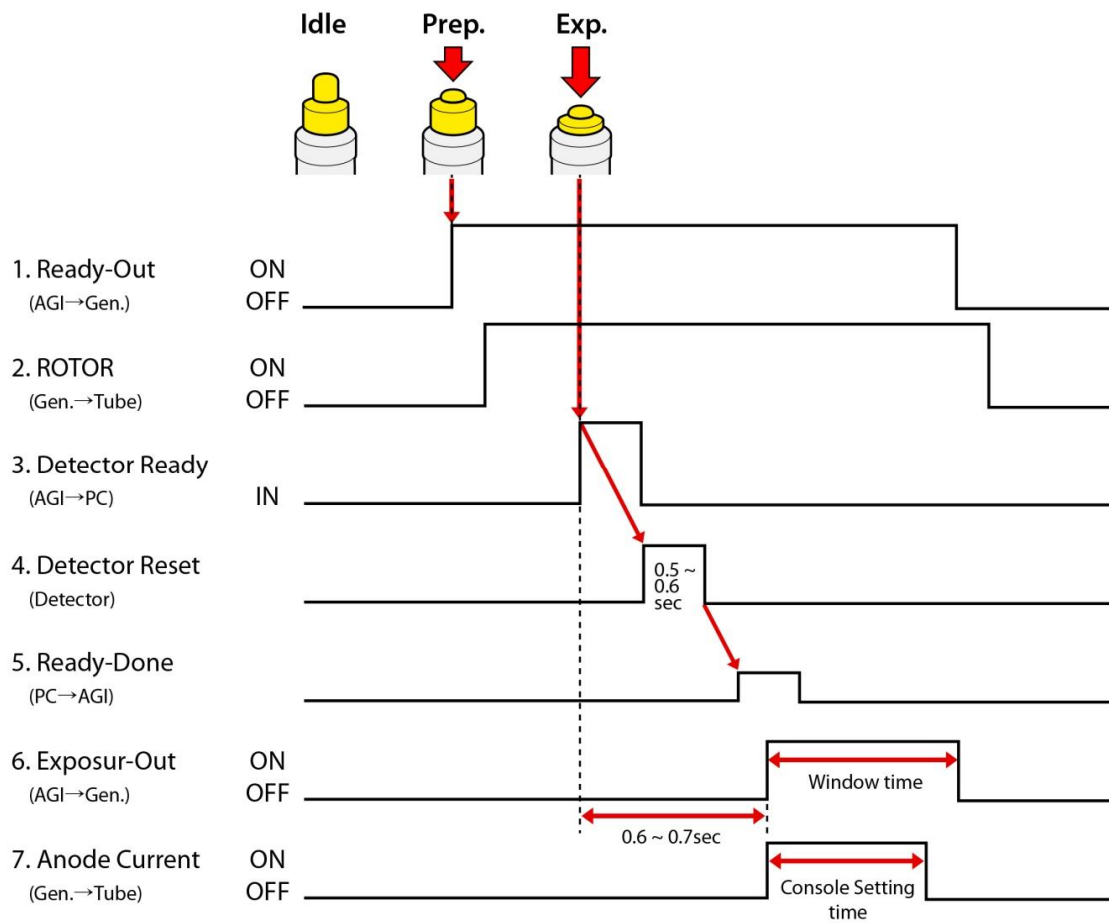 Idle Prep. Exp.
1. Ready-Out ON
(AGI→Gen.) OFF
2. ROTOR ON
(Gen.→Tube) OFF
3. Detector Ready
(AGI→PC) IN
4. Detector Reset
(Detector)
0.5 ~
0.6
sec
5. Ready-Done
(PC→AGI)
6. Exposur-Out ON
(AGI→Gen.) OFF
Window time
0.6 ~ 0.7sec
7. Anode Current ON
(Gen.→Tube) OFF
Console Setting
time